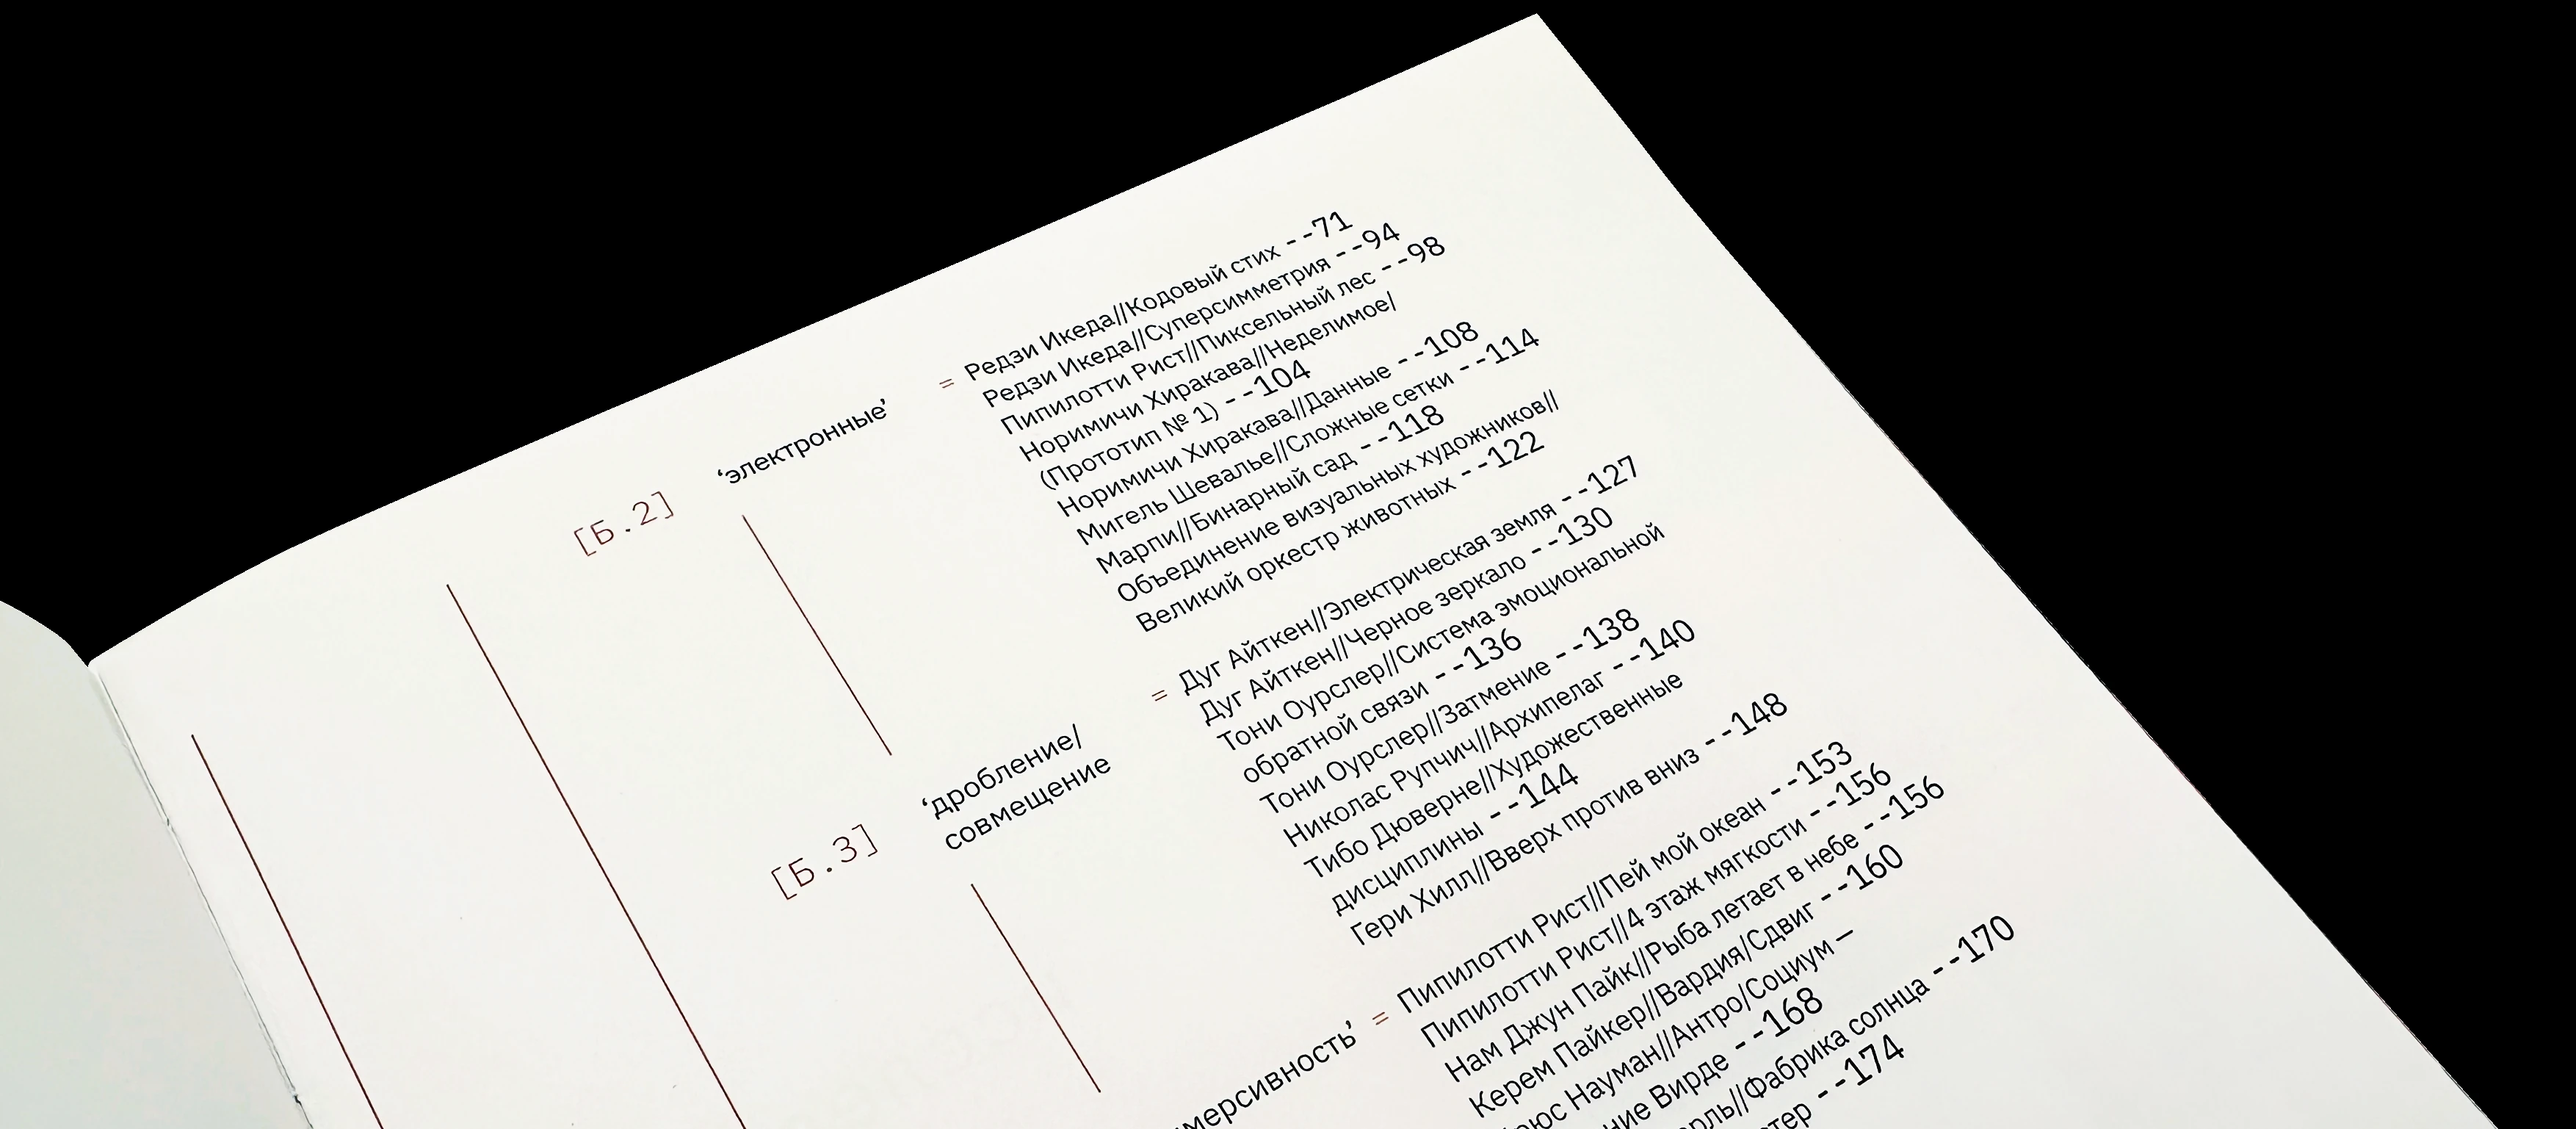 [Б.2]
‘электронные’
= Редзи Икеда//Кодовый стих --71
Редзи Икеда//Суперсимметрия --94
Пипилотти Рист//Пиксельный лес --98
Норимичи Хиракава//Неделимое/
(Прототип № 1) --104
Норимичи Хиракава//Данные --108
Мигель Шевалье//Сложные сетки --114
Марпи//Бинарный сад --118
Объединение визуальных художников//
Великий оркестр животных --122
[Б.3]
‘дробление/
совмещение
= Дуг Айткен//Электрическая земля --127
Дуг Айткен//Черное зеркало --130
Тони Оурслер//Система эмоциональной
обратной связи --136
Тони Оурслер//Затмение --138
Николас Рупчич//Архипелаг --140
Тибо Дюверне//Художественные
дисциплины --144
Гери Хилл//Вверх против вниз --148
мерсивность’
= Пипилотти Рист//Пей мой океан --153
Пипилотти Рист//4 этаж мягкости --156
Нам Джун Пайк//Рыба летает в небе --156
Керем Пайкер//Вардия/Сдвиг --160
Науман//Антро/Социум –
ние Вирде --168
//Фабрика солнца --170
тер --174